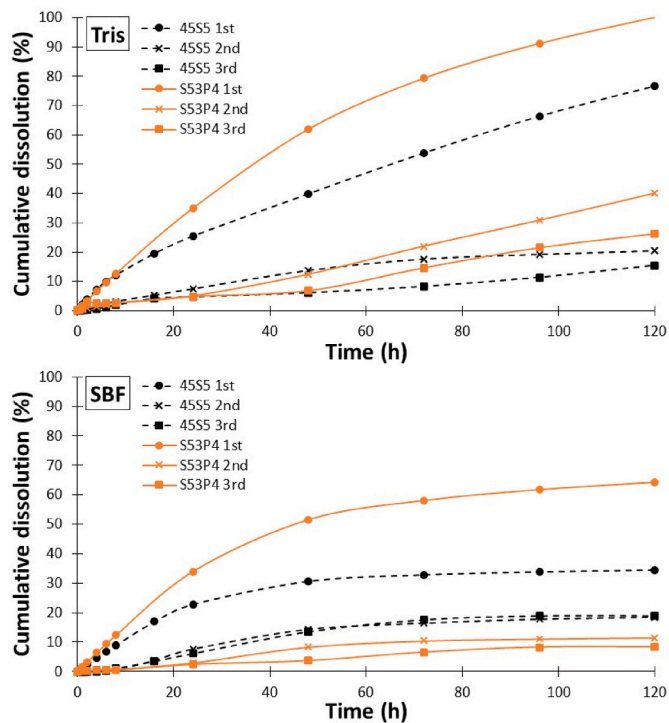 Tris
45S5 1st
45S5 2nd
45S5 3rd
S53P4 1st
S53P4 2nd
S53P4 3rd
Cumulative dissolution (%)
100
90
80
70
60
50
40
30
20
10
0
0 20 40 60 80 100 120
Time (h)
SBF
45S5 1st
45S5 2nd
45S5 3rd
S53P4 1st
S53P4 2nd
S53P4 3rd
Cumulative dissolution (%)
100
90
80
70
60
50
40
30
20
10
0
0 20 40 60 80 100 120
Time (h)